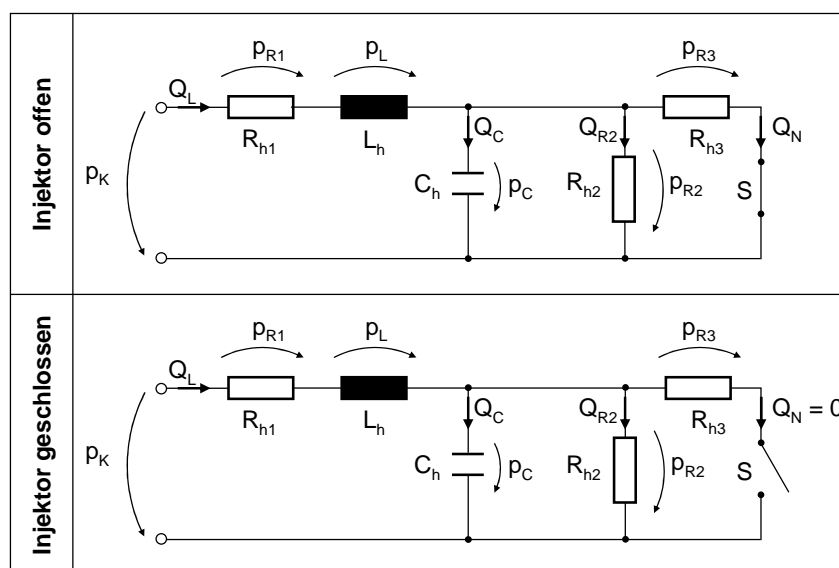 Injektor offen
p_R1 p_L p_R3
Q_L Q_C Q_R2 Q_N
R_h1 L_h R_h3
p_K C_h p_C R_h2 p_R2 S
Injektor geschlossen
p_R1 p_L p_R3
Q_L Q_C Q_R2 Q_N = 0
R_h1 L_h R_h3
p_K C_h p_C R_h2 p_R2 S